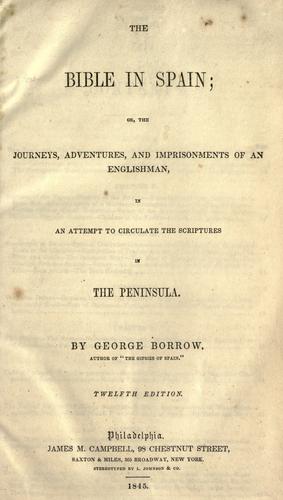 THE
BIBLE IN SPAIN;
OR, THE
JOURNEYS, ADVENTURES, AND IMPRISONMENTS OF AN
ENGLISHMAN,
IN
AN ATTEMPT TO CIRCULATE THE SCRIPTURES
IN
THE PENINSULA.
BY GEORGE BORROW,
AUTHOR OF "THE GIPSIES OF SPAIN."
TWELFTH EDITION.
Philadelphia.
JAMES M. CAMPBELL, 98 CHESTNUT STREET,
SAXTON & MILES, 205 BROADWAY, NEW YORK.
STEREOTYPED BY L. JOHNSON & CO.
1845.